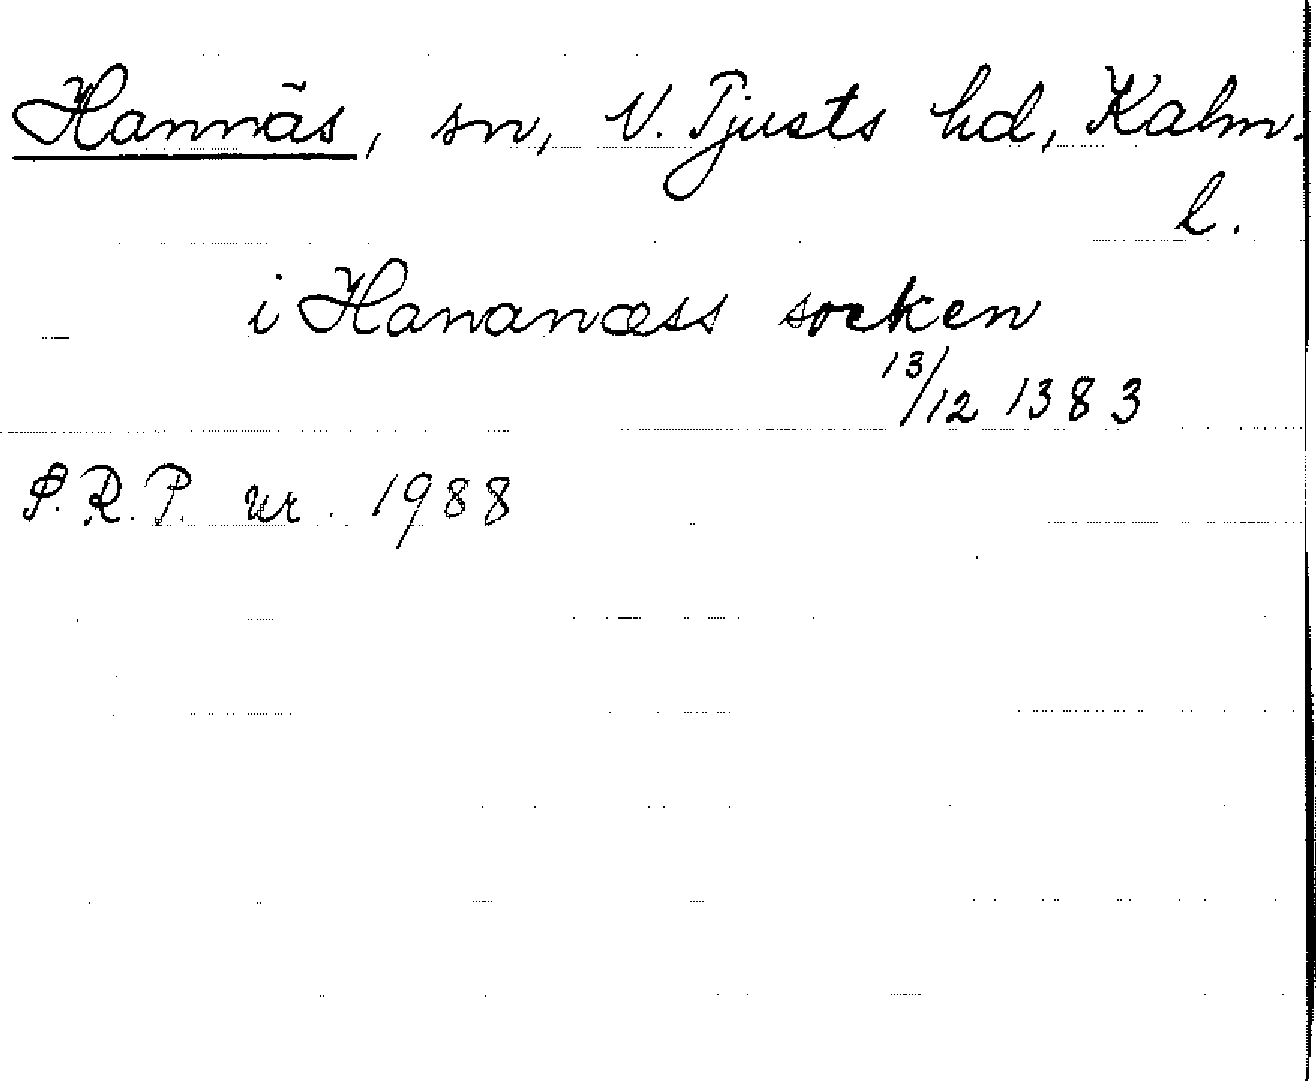 Hannäs, sn, N. Tjusts hd, Kalm.
l.
i Hananæss socken
13/12 1383
S.R.P. nr. 1988